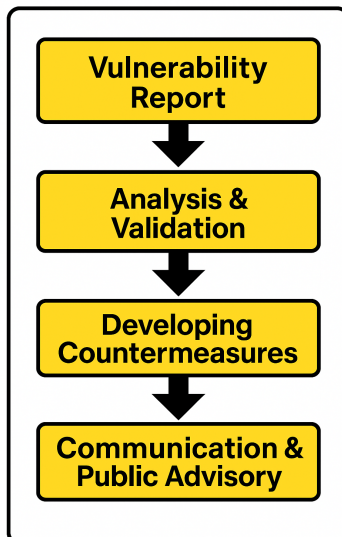 Vulnerability
Report
Analysis &
Validation
Developing
Countermeasures
Communication &
Public Advisory